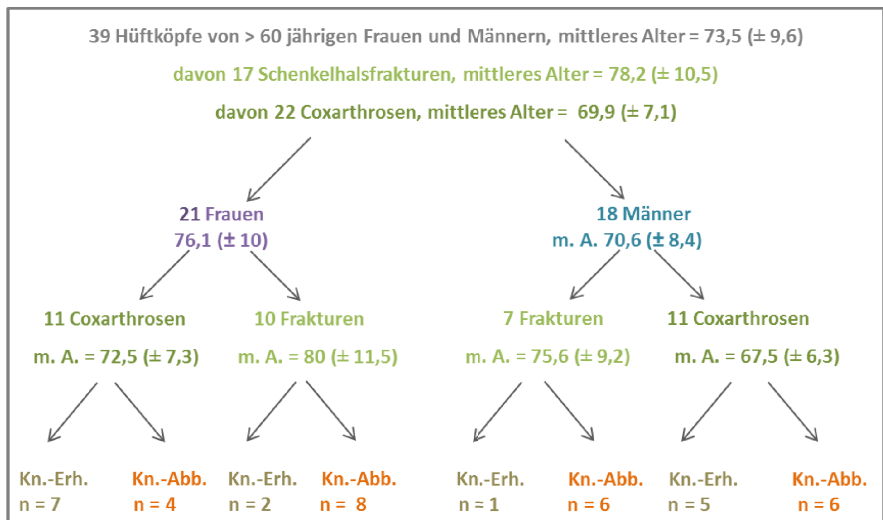 39 Hüftköpfe von > 60 jährigen Frauen und Männern, mittleres Alter = 73,5 (± 9,6)
davon 17 Schenkelhalsfrakturen, mittleres Alter = 78,2 (± 10,5)
davon 22 Coxarthrosen, mittleres Alter = 69,9 (± 7,1)
21 Frauen
76,1 (± 10)
18 Männer
m. A. 70,6 (± 8,4)
11 Coxarthrosen
m. A. = 72,5 (± 7,3)
10 Frakturen
m. A. = 80 (± 11,5)
7 Frakturen
m. A. = 75,6 (± 9,2)
11 Coxarthrosen
m. A. = 67,5 (± 6,3)
Kn.-Erh.
n = 7
Kn.-Abb.
n = 4
Kn.-Erh.
n = 2
Kn.-Abb.
n = 8
Kn.-Erh.
n = 1
Kn.-Abb.
n = 6
Kn.-Erh.
n = 5
Kn.-Abb.
n = 6